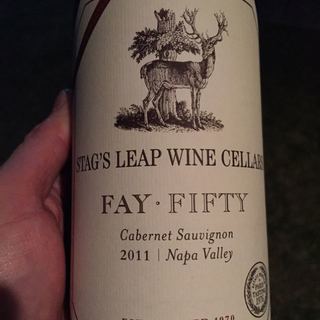 STAG'S LEAP WINE CELLARS
FAY · FIFTY
Cabernet Sauvignon
2011 | Napa Valley